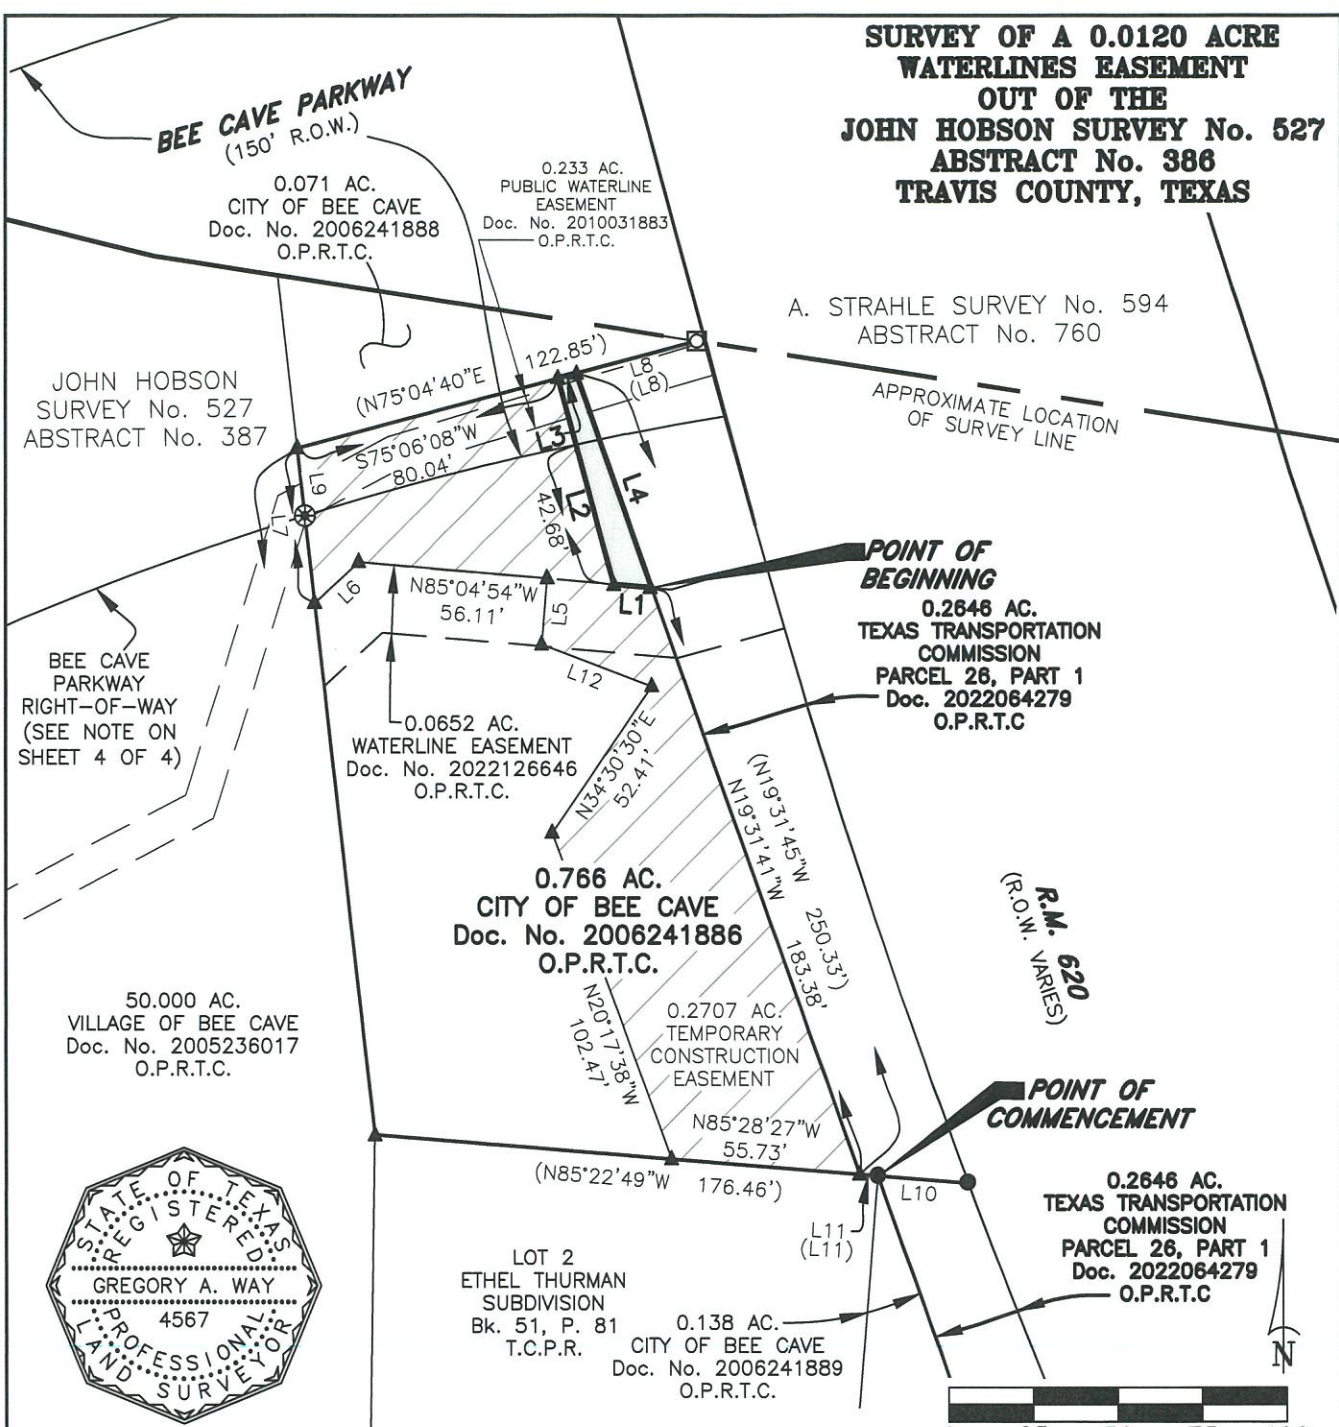 SURVEY OF A 0.0120 ACRE
WATERLINES EASEMENT
OUT OF THE
JOHN HOBSON SURVEY No. 527
ABSTRACT No. 386
TRAVIS COUNTY, TEXAS
BEE CAVE PARKWAY
(150' R.O.W.)
0.071 AC.
CITY OF BEE CAVE
Doc. No. 2006241888
O.P.R.T.C.
0.233 AC.
PUBLIC WATERLINE
EASEMENT
Doc. No. 2010031883
O.P.R.T.C.
A. STRAHLE SURVEY No. 594
ABSTRACT No. 760
APPROXIMATE LOCATION
OF SURVEY LINE
JOHN HOBSON
SURVEY No. 527
ABSTRACT No. 387
(N75°04'40"E 122.85')
L8
(L8)
S75°06'08"W
80.04'
L3
L9
L7
L2
L4
42.68'
L6
N85°04'54"W
56.11'
L5
L1
L12
POINT OF
BEGINNING
0.2646 AC.
TEXAS TRANSPORTATION
COMMISSION
PARCEL 26, PART 1
Doc. 2022064279
O.P.R.T.C
BEE CAVE
PARKWAY
RIGHT-OF-WAY
(SEE NOTE ON
SHEET 4 OF 4)
0.0652 AC.
WATERLINE EASEMENT
Doc. No. 2022126646
O.P.R.T.C.
N34°30'30"E
52.41'
(N19°31'45"W 250.33')
N19°31'41"W 183.38'
0.766 AC.
CITY OF BEE CAVE
Doc. No. 2006241886
O.P.R.T.C.
R.M. 620
(R.O.W. VARIES)
50.000 AC.
VILLAGE OF BEE CAVE
Doc. No. 2005236017
O.P.R.T.C.
N20°17'38"W
102.47'
0.2707 AC.
TEMPORARY
CONSTRUCTION
EASEMENT
POINT OF
COMMENCEMENT
N85°28'27"W
55.73'
(N85°22'49"W 176.46')
L10
L11
(L11)
0.2646 AC.
TEXAS TRANSPORTATION
COMMISSION
PARCEL 26, PART 1
Doc. 2022064279
O.P.R.T.C
STATE OF TEXAS
REGISTERED
GREGORY A. WAY
4567
PROFESSIONAL
LAND SURVEYOR
LOT 2
ETHEL THURMAN
SUBDIVISION
Bk. 51, P. 81
T.C.P.R.
0.138 AC.
CITY OF BEE CAVE
Doc. No. 2006241889
O.P.R.T.C.
N